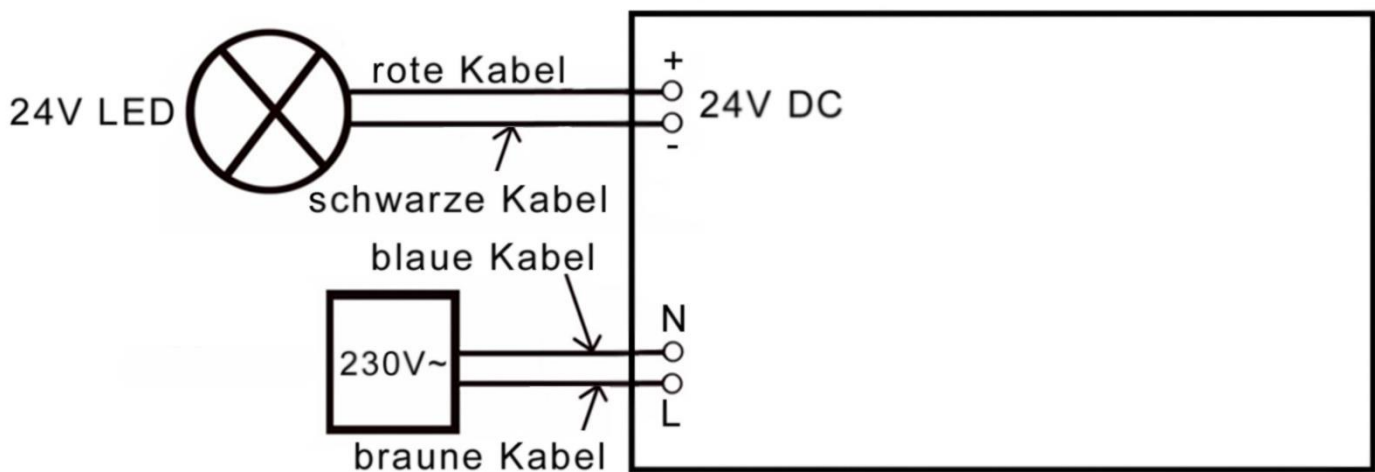 rote Kabel
+
24V LED
24V DC
-
schwarze Kabel
blaue Kabel
N
230V~
L
braune Kabel